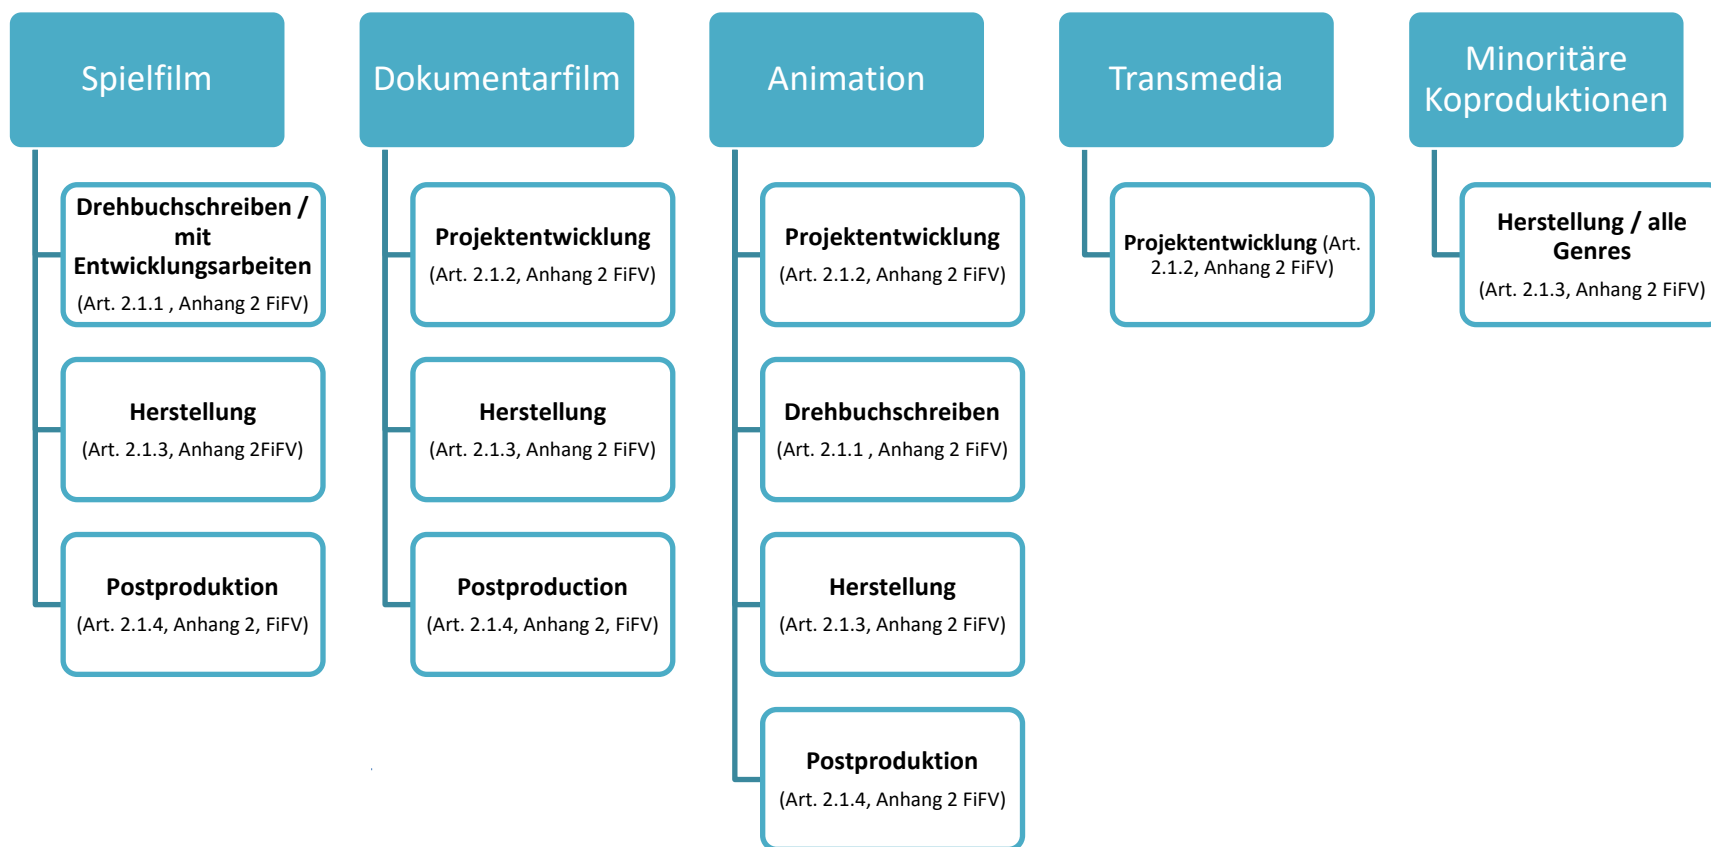 Spielfilm
Drehbuchschreiben /
mit
Entwicklungsarbeiten
(Art. 2.1.1 , Anhang 2 FiFV)
Herstellung
(Art. 2.1.3, Anhang 2FiFV)
Postproduktion
(Art. 2.1.4, Anhang 2, FiFV)
Dokumentarfilm
Projektentwicklung
(Art. 2.1.2, Anhang 2 FiFV)
Herstellung
(Art. 2.1.3, Anhang 2 FiFV)
Postproduction
(Art. 2.1.4, Anhang 2, FiFV)
Animation
Projektentwicklung
(Art. 2.1.2, Anhang 2 FiFV)
Drehbuchschreiben
(Art. 2.1.1 , Anhang 2 FiFV)
Herstellung
(Art. 2.1.3, Anhang 2 FiFV)
Postproduktion
(Art. 2.1.4, Anhang 2 FiFV)
Transmedia
Projektentwicklung (Art.
2.1.2, Anhang 2 FiFV)
Minoritäre
Koproduktionen
Herstellung / alle
Genres
(Art. 2.1.3, Anhang 2 FiFV)